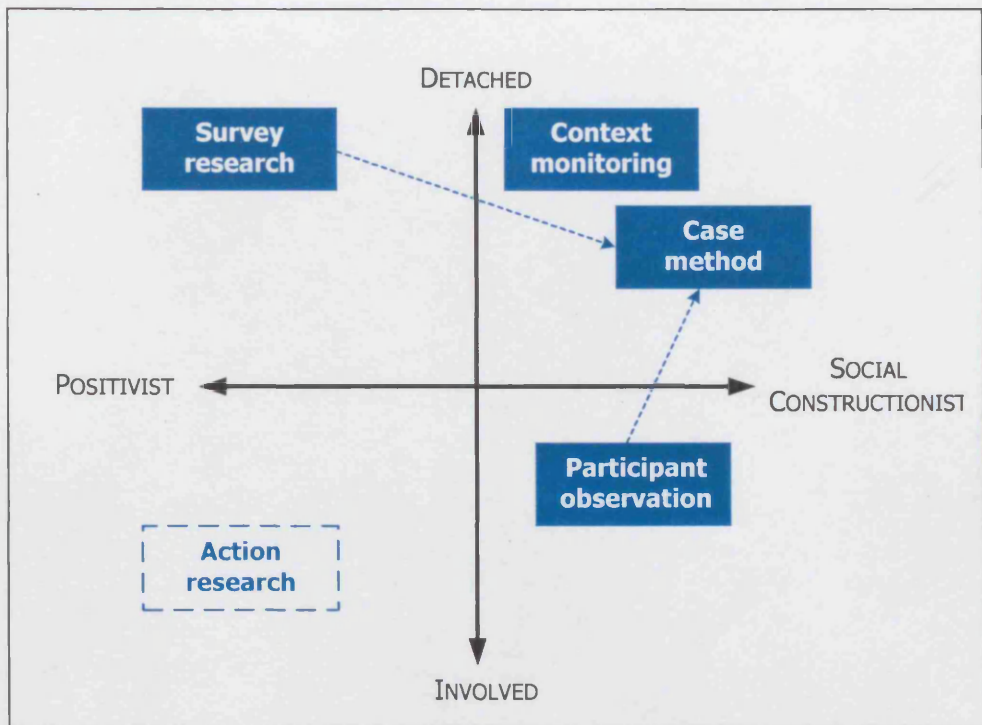 DETACHED
Survey
research
Context
monitoring
Case
method
POSITIVIST
SOCIAL
CONSTRUCTIONIST
Participant
observation
Action
research
INVOLVED